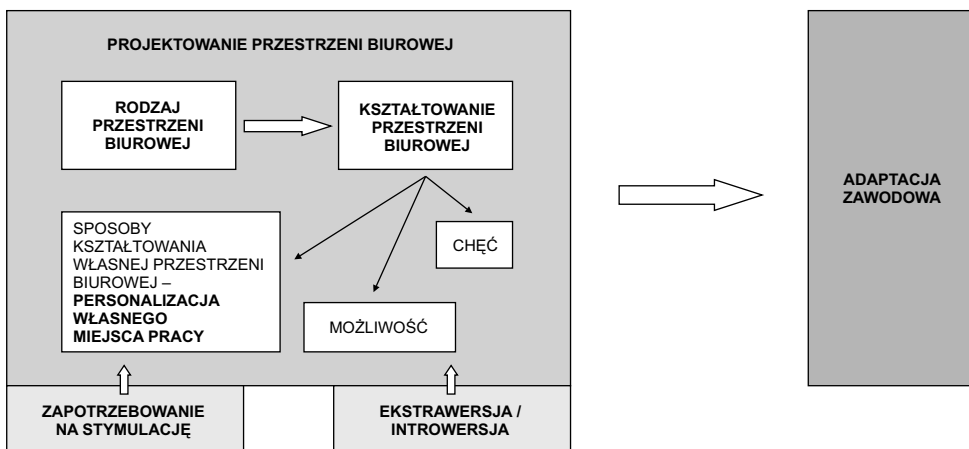 PROJEKTOWANIE PRZESTRZENI BIUROWEJ
RODZAJ
PRZESTRZENI
BIUROWEJ
KSZTAŁTOWANIE
PRZESTRZENI
BIUROWEJ
SPOSOBY
KSZTAŁTOWANIA
WŁASNEJ PRZESTRZENI
BIUROWEJ –
PERSONALIZACJA
WŁASNEGO
MIEJSCA PRACY
MOŻLIWOŚĆ
CHĘĆ
ZAPOTRZEBOWANIE
NA STYMULACJĘ
EKSTRAWERSJA /
INTROWERSJA
ADAPTACJA
ZAWODOWA